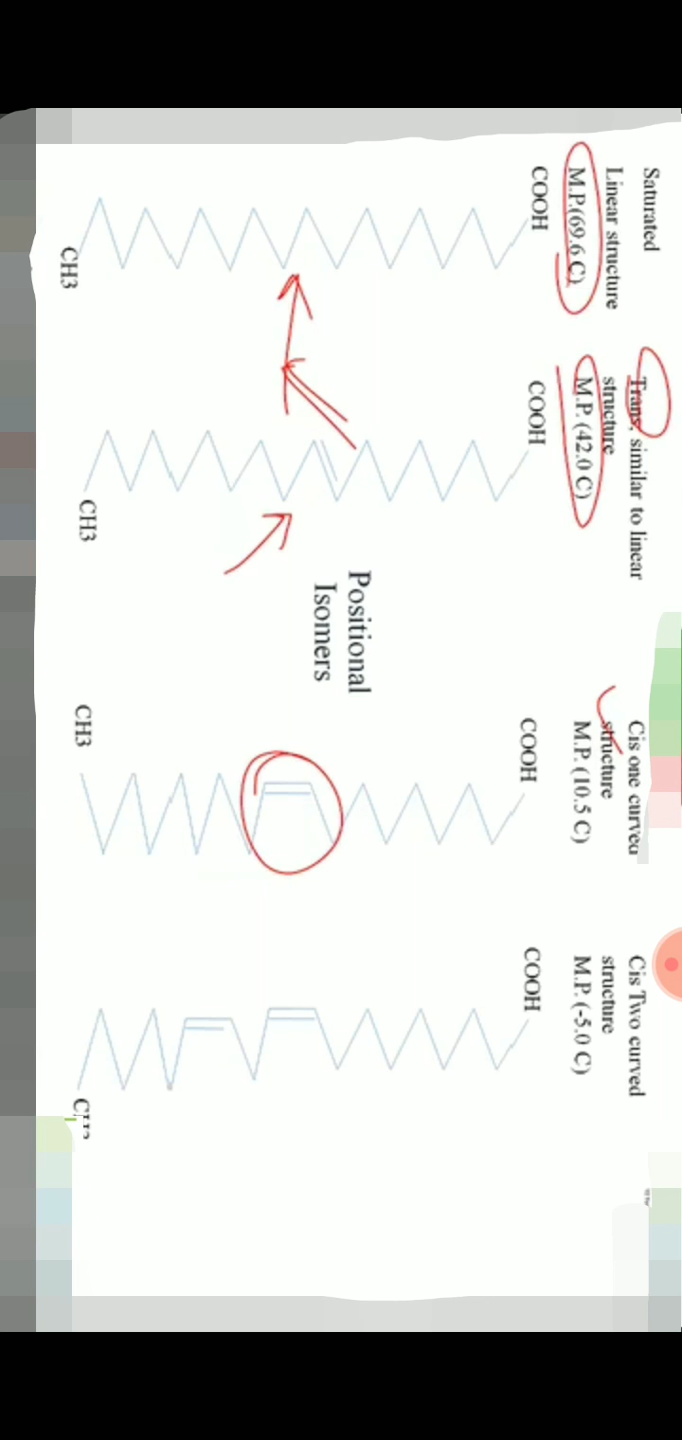 Saturated
Linear structure
M.P.(69.6 C)
COOH
CH3
Trans, similar to linear
structure
M.P. (42.0 C)
COOH
CH3
Positional
Isomers
Cis one curved
structure
M.P. (10.5 C)
COOH
CH3
Cis Two curved
structure
M.P. (-5.0 C)
COOH